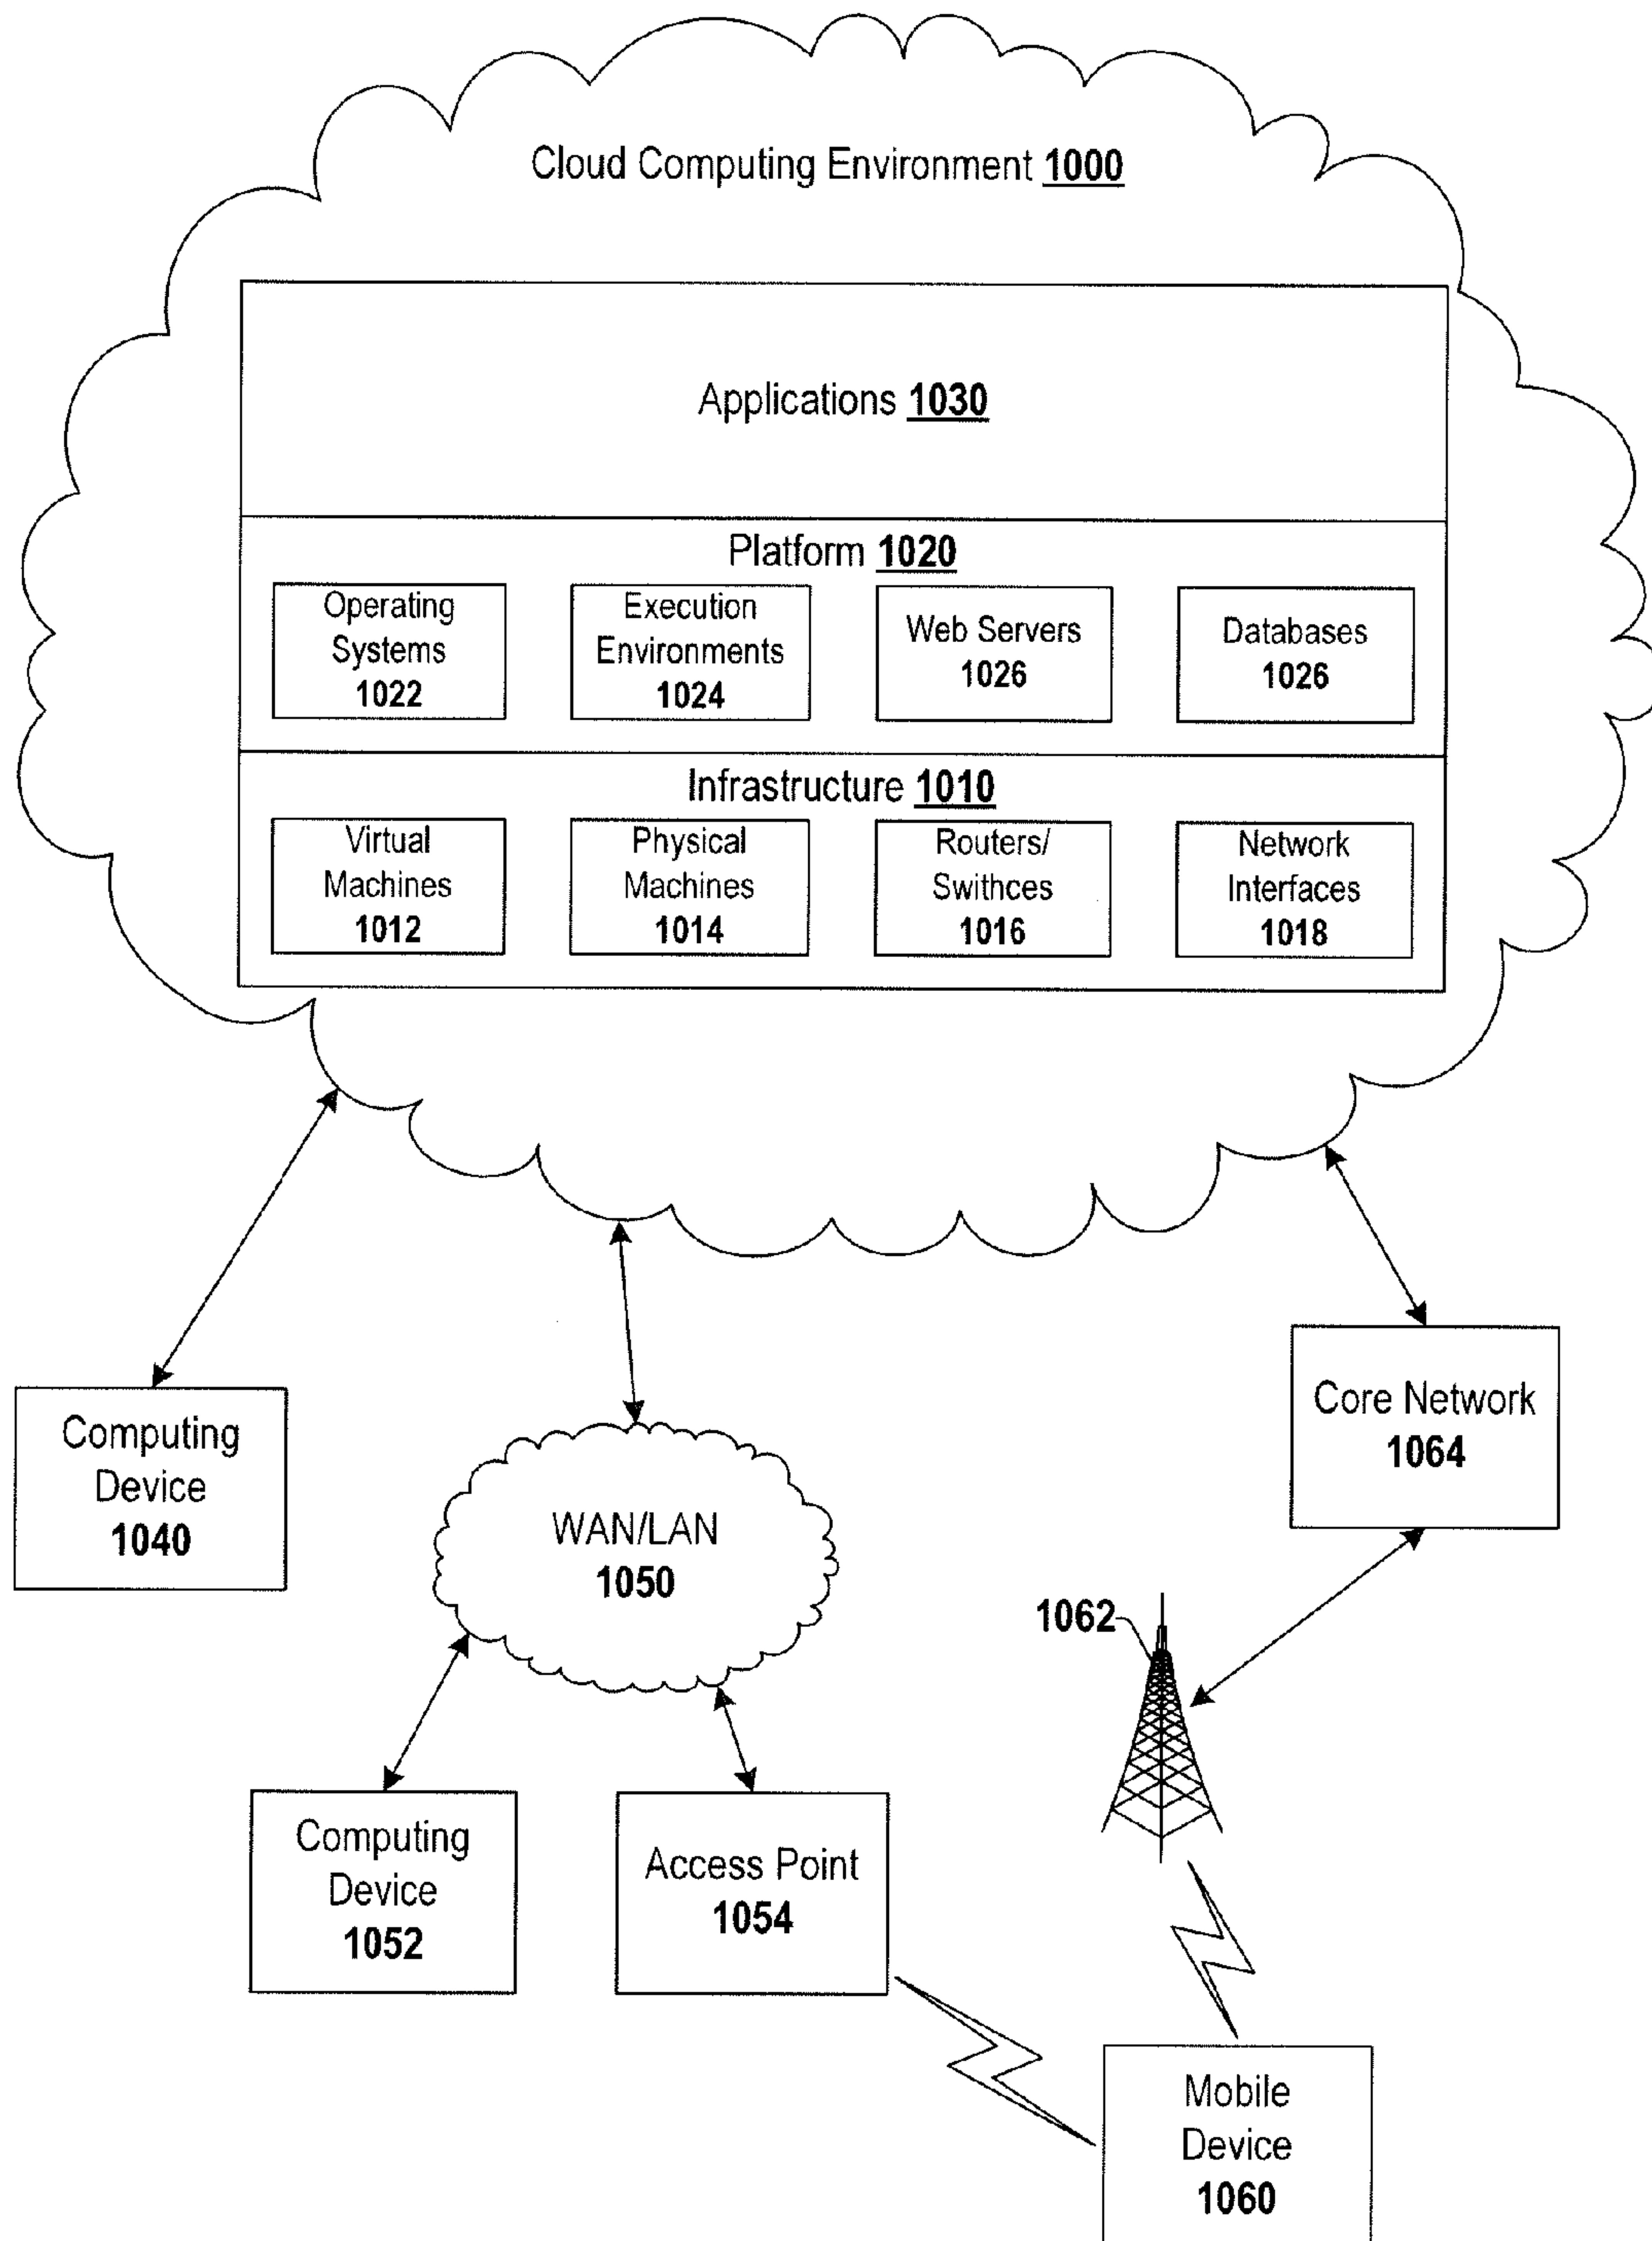 Cloud Computing Environment 1000
Applications 1030
Platform 1020
Operating
Systems
1022
Execution
Environments
1024
Web Servers
1026
Databases
1026
Infrastructure 1010
Virtual
Machines
1012
Physical
Machines
1014
Routers/
Swithces
1016
Network
Interfaces
1018
Computing
Device
1040
WAN/LAN
1050
Core Network
1064
1062
Computing
Device
1052
Access Point
1054
Mobile
Device
1060